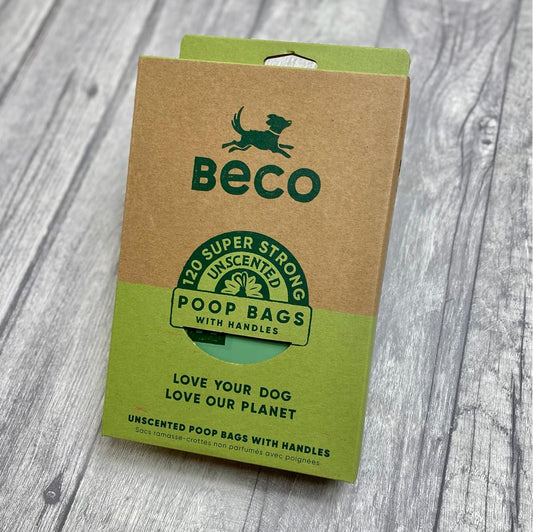 Beco
120 SUPER STRONG
UNSCENTED
POOP BAGS
WITH HANDLES
LOVE YOUR DOG
LOVE OUR PLANET
UNSCENTED POOP BAGS WITH HANDLES
Sacs ramasse-crottes non parfumés avec poignées